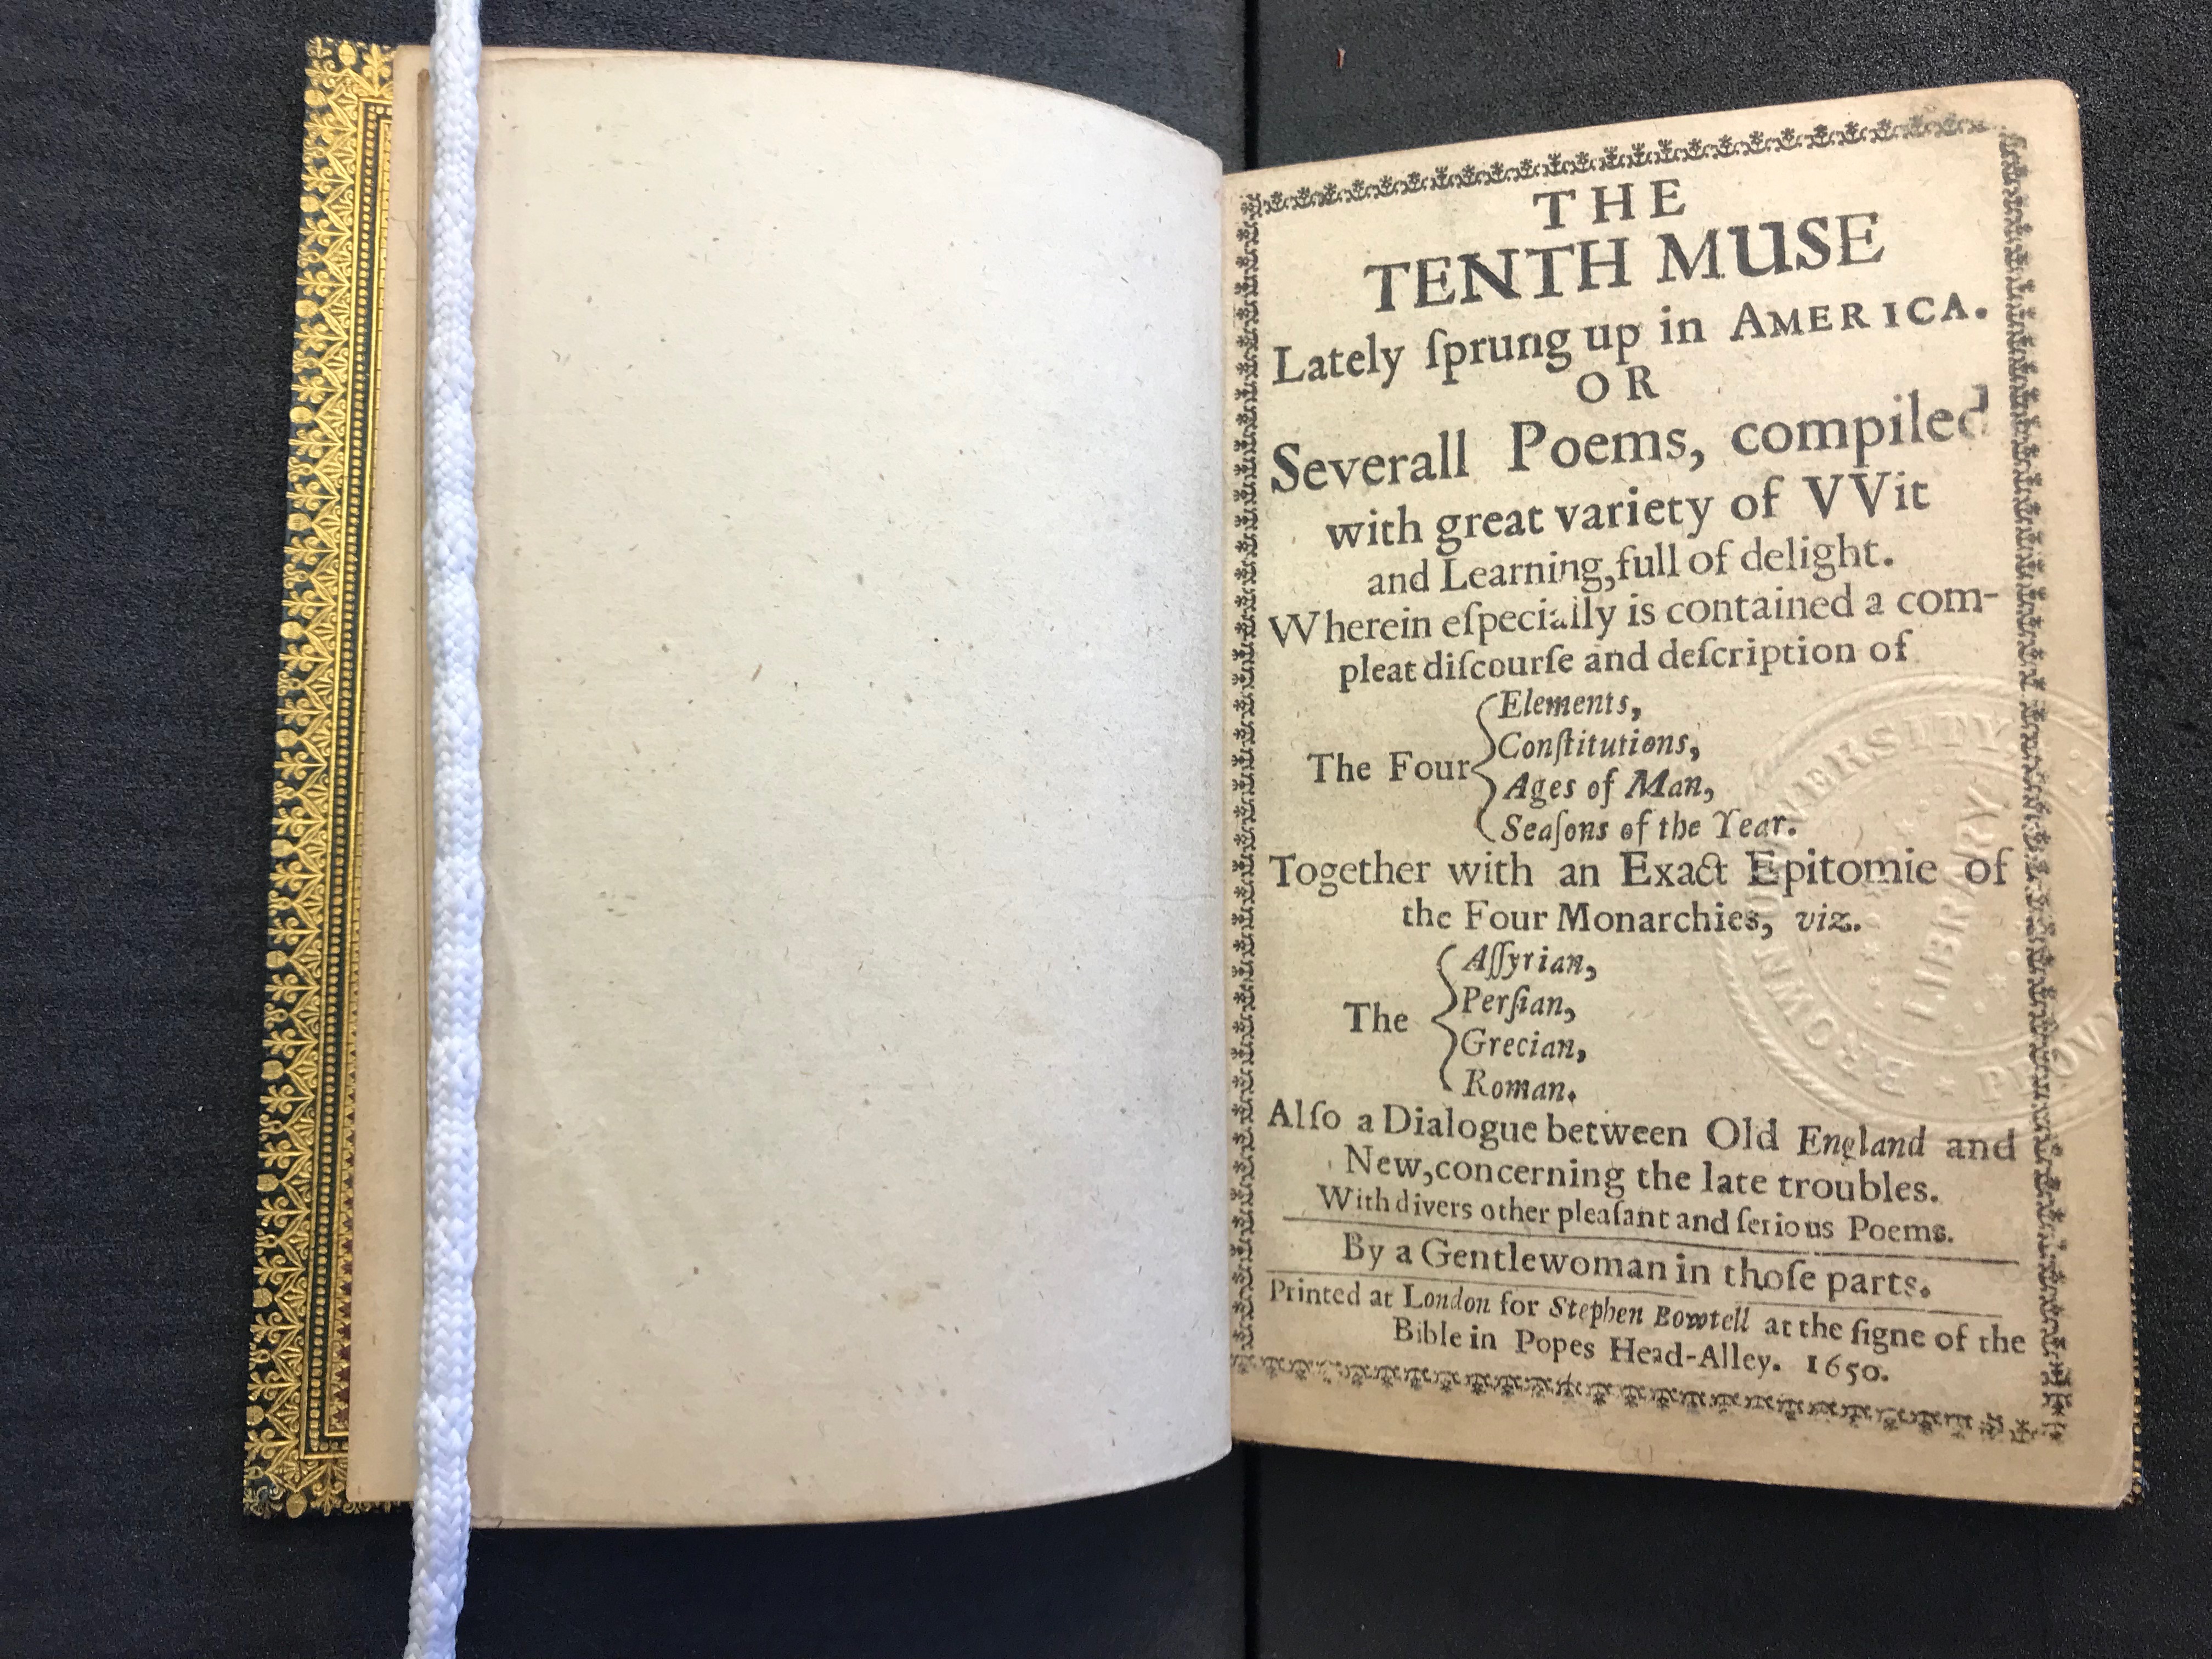 THE
TENTH MUSE
Lately ſprung up in AMERICA.
OR
Severall Poems, compiled
with great variety of VVit
and Learning, full of delight.
Wherein eſpecially is contained a com-
pleat diſcourſe and deſcription of
The Four
Elements,
Conſtitutions,
Ages of Man,
Seaſons of the Year.
Together with an Exact Epitomie of
the Four Monarchies, viz.
The
Aſſyrian,
Perſian,
Grecian,
Roman.
Alſo a Dialogue between Old England and
New, concerning the late troubles.
With divers other pleaſant and ſerious Poems.
By a Gentlewoman in thoſe parts.
Printed at London for Stephen Bowtell at the ſigne of the
Bible in Popes Head-Alley. 1650.
BROWN UNIVERSITY
LIBRARY